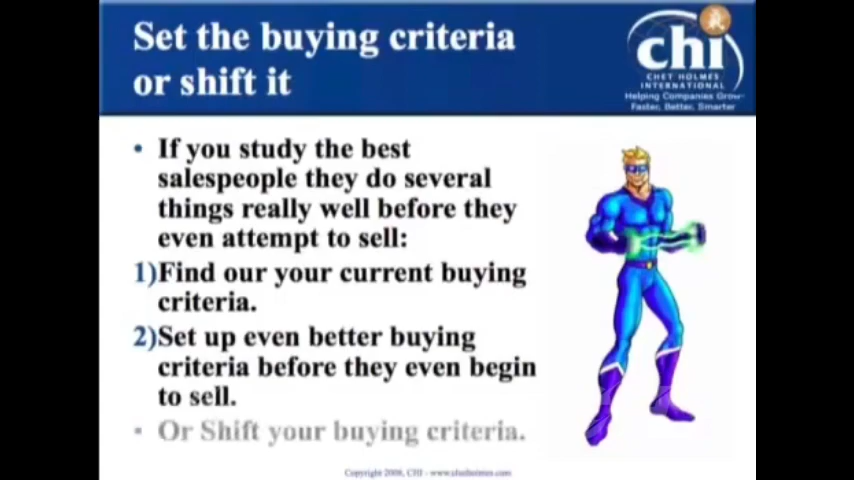 Set the buying criteria
or shift it
chi
CHET HOLMES
INTERNATIONAL
Helping Companies Grow
Faster, Better, Smarter
• If you study the best
salespeople they do several
things really well before they
even attempt to sell:
1)Find our your current buying
criteria.
2)Set up even better buying
criteria before they even begin
to sell.
• Or Shift your buying criteria.
Copyright 2008, CHI - www.chetholmes.com